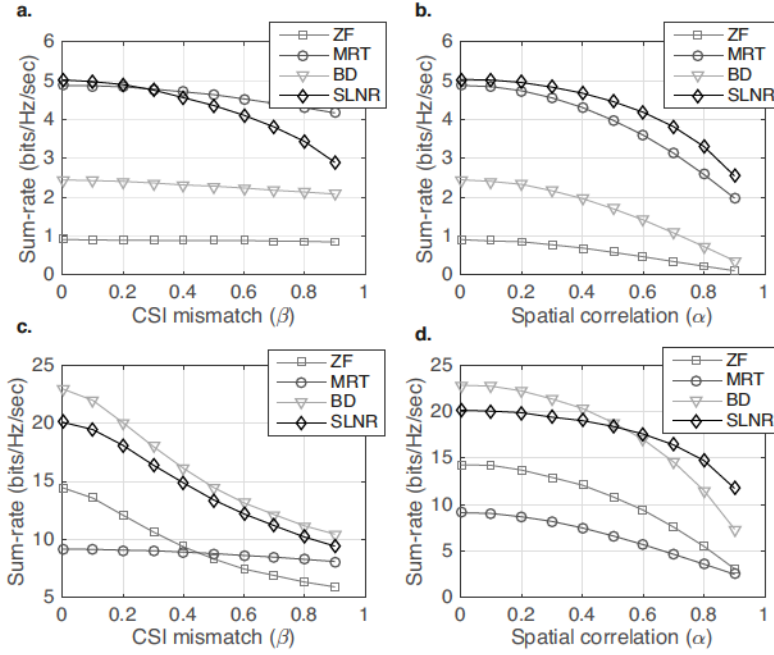 a.
Sum-rate (bits/Hz/sec)
6
5
4
3
2
1
0
0 0.2 0.4 0.6 0.8 1
CSI mismatch (β)
ZF
MRT
BD
SLNR
b.
Sum-rate (bits/Hz/sec)
6
5
4
3
2
1
0
0 0.2 0.4 0.6 0.8 1
Spatial correlation (α)
ZF
MRT
BD
SLNR
c.
Sum-rate (bits/Hz/sec)
25
20
15
10
5
0 0.2 0.4 0.6 0.8 1
CSI mismatch (β)
ZF
MRT
BD
SLNR
d.
Sum-rate (bits/Hz/sec)
25
20
15
10
5
0
0 0.2 0.4 0.6 0.8 1
Spatial correlation (α)
ZF
MRT
BD
SLNR